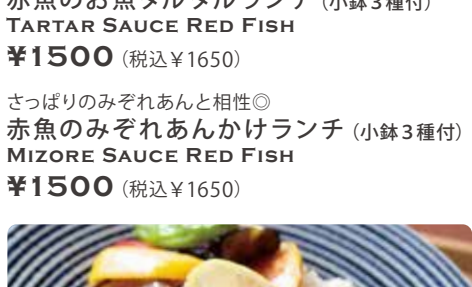 赤魚のお魚タルタルランチ（小鉢3種付）
TARTAR SAUCE RED FISH
¥1500（税込¥1650）
さっぱりのみぞれあんと相性◎
赤魚のみぞれあんかけランチ（小鉢3種付）
MIZORE SAUCE RED FISH
¥1500（税込¥1650）